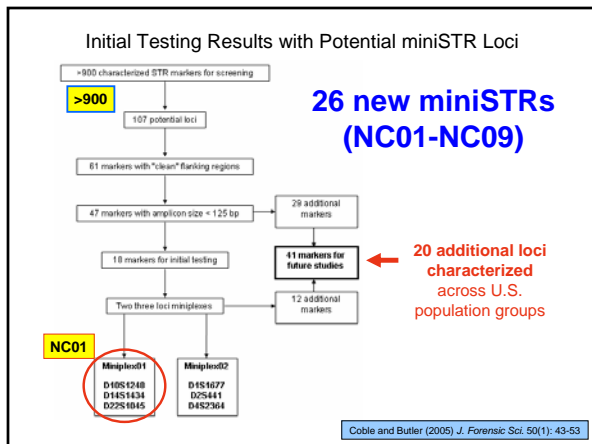 Initial Testing Results with Potential miniSTR Loci
>900 characterized STR markers for screening
>900
107 potential loci
26 new miniSTRs
(NC01-NC09)
61 markers with "clean" flanking regions
47 markers with amplicon size < 125 bp
29 additional
markers
18 markers for initial testing
41 markers for
future studies
20 additional loci
characterized
across U.S.
population groups
Two three loci miniplexes
12 additional
markers
NC01
Miniplex01
D10S1248
D14S1434
D22S1045
Miniplex02
D1S1677
D2S441
D4S2364
Coble and Butler (2005) J. Forensic Sci. 50(1): 43-53